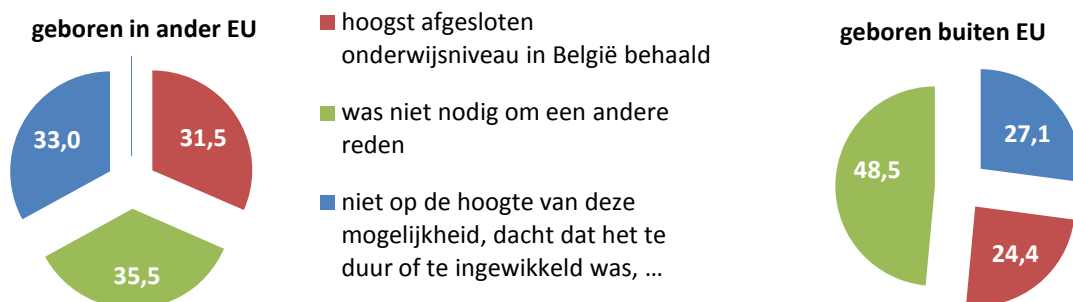 geboren in ander EU
33,0
31,5
35,5
hoogst afgesloten
onderwijsniveau in België behaald
was niet nodig om een andere
reden
niet op de hoogte van deze
mogelijkheid, dacht dat het te
duur of te ingewikkeld was, ...
geboren buiten EU
48,5
27,1
24,4